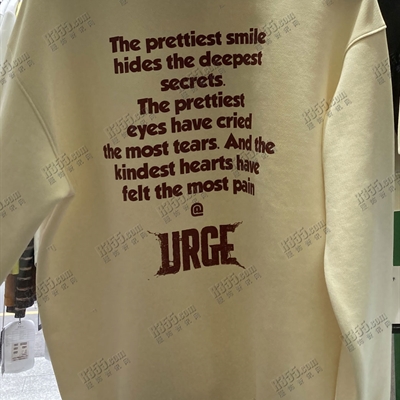 The prettiest smile
hides the deepest
secrets.
The prettiest
eyes have cried
the most tears. And the
kindest hearts have
felt the most pain
@
URGE